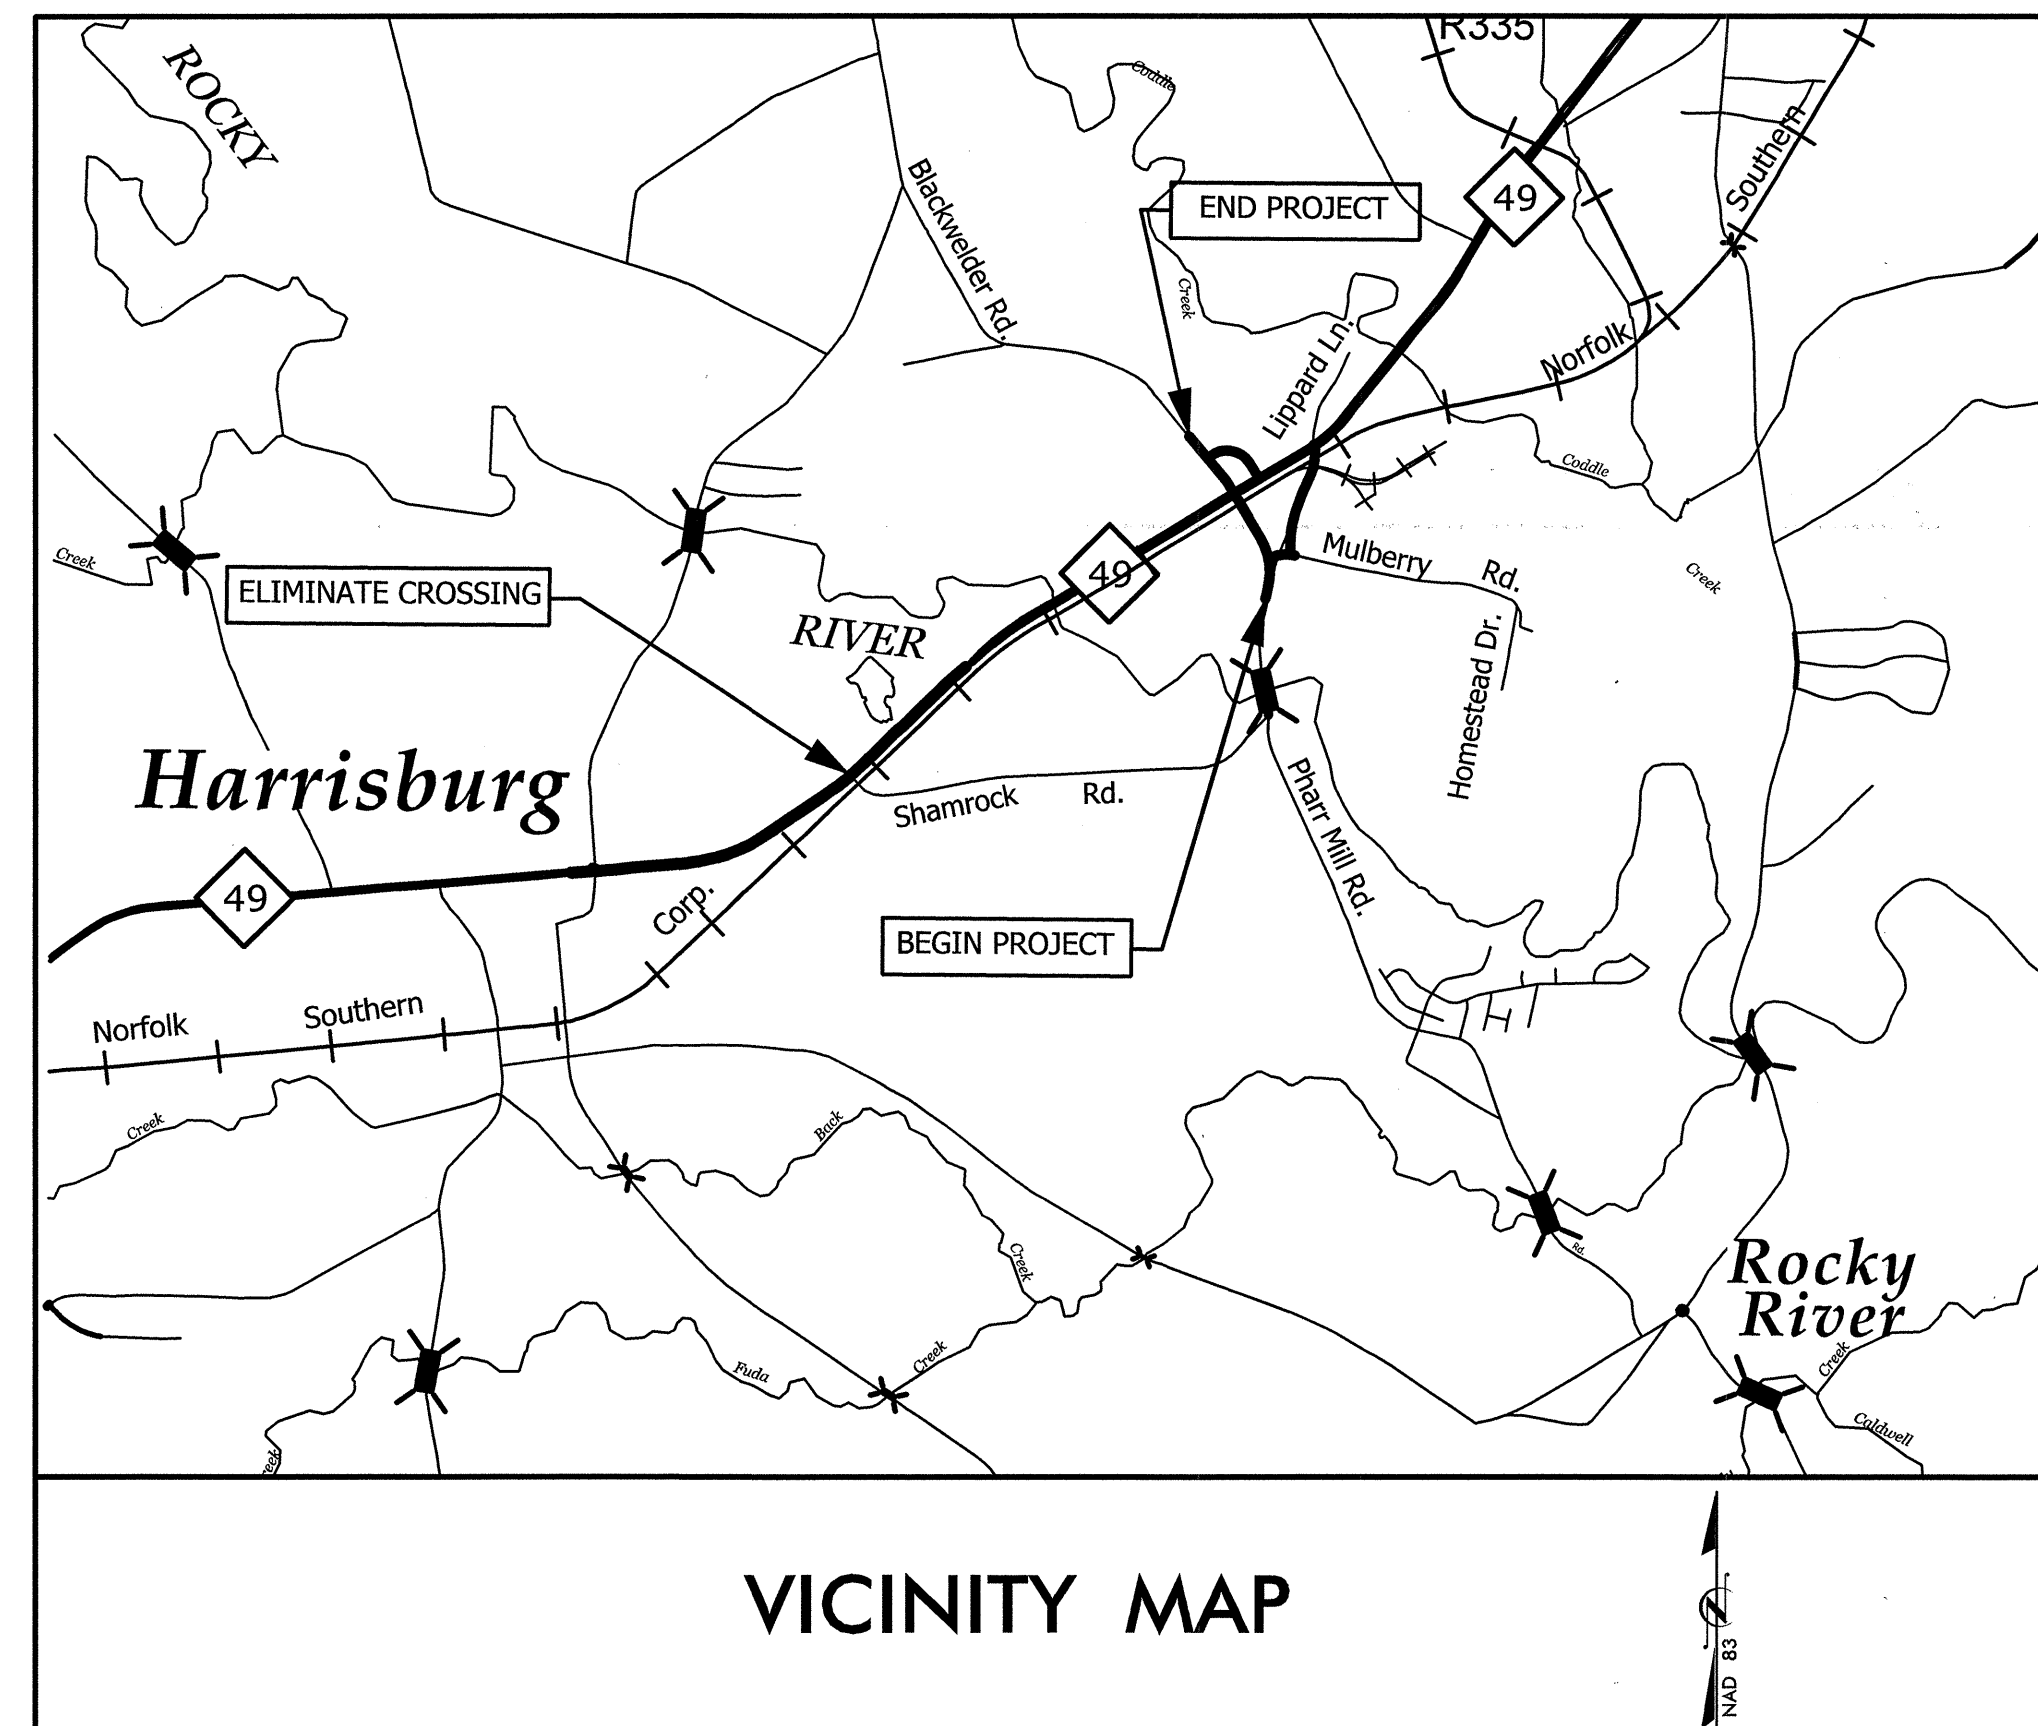 R335
ROCKY
Coddle
Southern
Blackwelder Rd.
END PROJECT
49
Creek
Lippard Ln.
Norfolk
Coddle
Creek
Mulberry Rd.
Creek
49
ELIMINATE CROSSING
RIVER
Homestead Dr.
Harrisburg
Shamrock Rd.
Pharr Mill Rd.
49
Corp.
BEGIN PROJECT
Norfolk
Southern
Creek
Back
Creek
Rd.
Rocky
River
Creek
Fuda
Creek
Caldwell
reek
VICINITY MAP
NAD 83